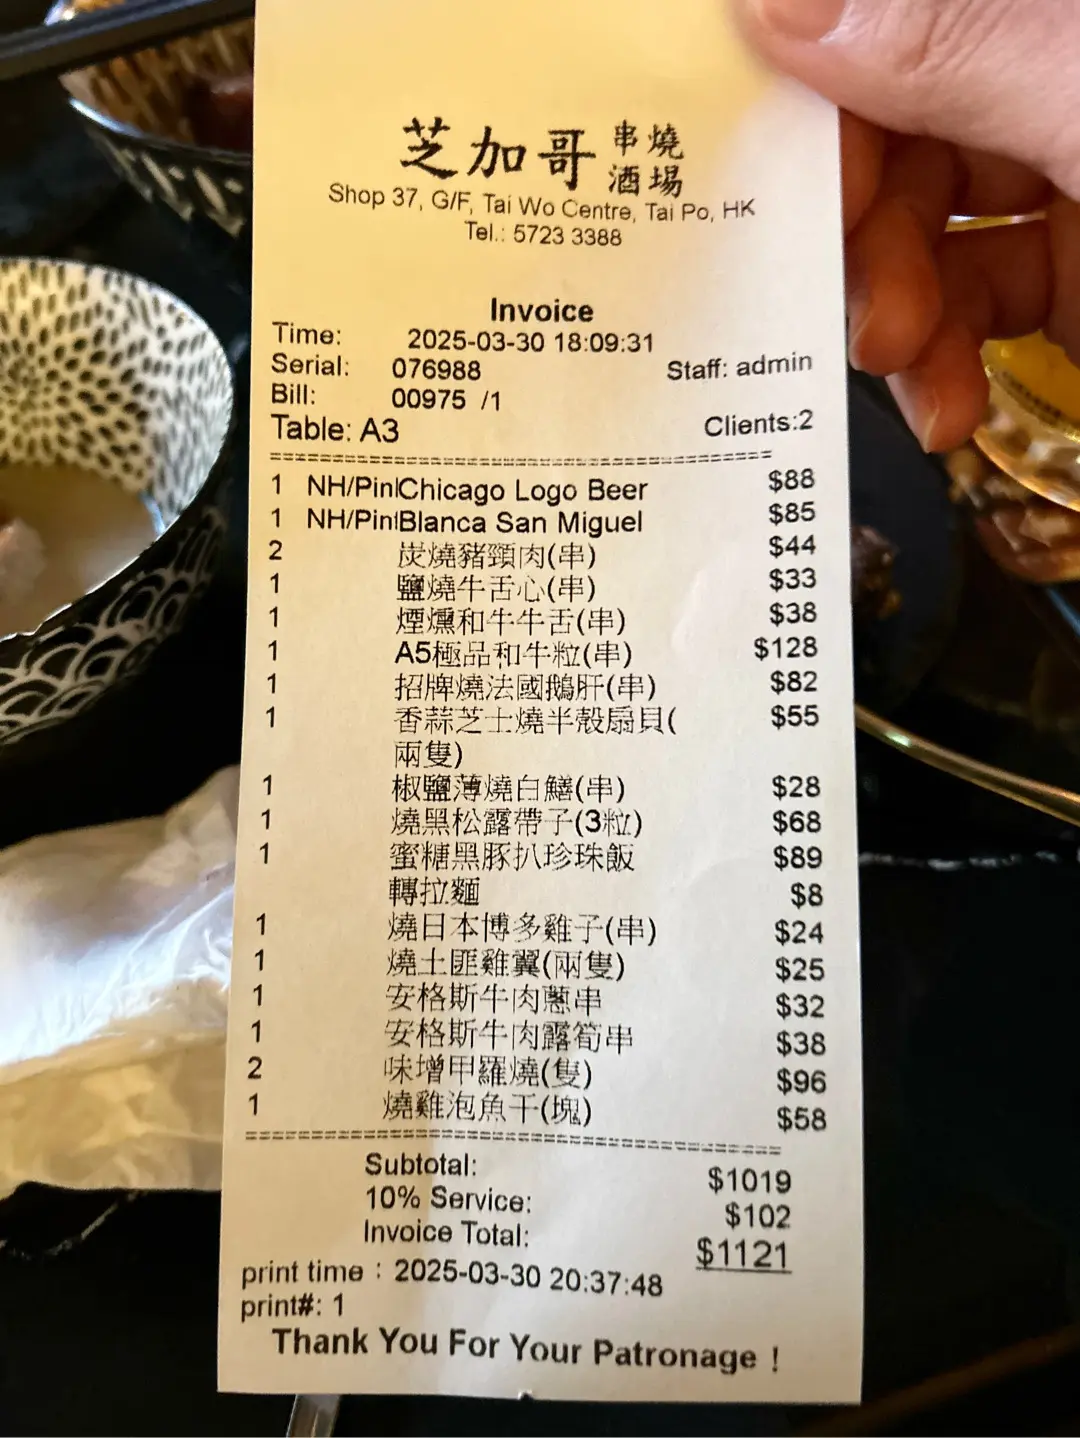 芝加哥 串燒酒場
Shop 37, G/F, Tai Wo Centre, Tai Po, HK
Tel.: 5723 3388
Invoice
Time: 2025-03-30 18:09:31
Serial: 076988 Staff: admin
Bill: 00975 /1
Table: A3 Clients:2
1 NH/Pin Chicago Logo Beer $88
1 NH/Pin Blanca San Miguel $85
2 炭燒豬頸肉(串) $44
1 鹽燒牛舌心(串) $33
1 煙燻和牛牛舌(串) $38
1 A5極品和牛粒(串) $128
1 招牌燒法國鵝肝(串) $82
1 香蒜芝士燒半殼扇貝( $55
兩隻)
1 椒鹽薄燒白鱔(串) $28
1 燒黑松露帶子(3粒) $68
1 蜜糖黑豚扒珍珠飯 $89
轉拉麵 $8
1 燒日本博多雞子(串) $24
1 燒土匪雞翼(兩隻) $25
1 安格斯牛肉蔥串 $32
1 安格斯牛肉露筍串 $38
2 味增甲羅燒(隻) $96
1 燒雞泡魚干(塊) $58
Subtotal: $1019
10% Service: $102
Invoice Total: $1121
print time : 2025-03-30 20:37:48
print#: 1
Thank You For Your Patronage !